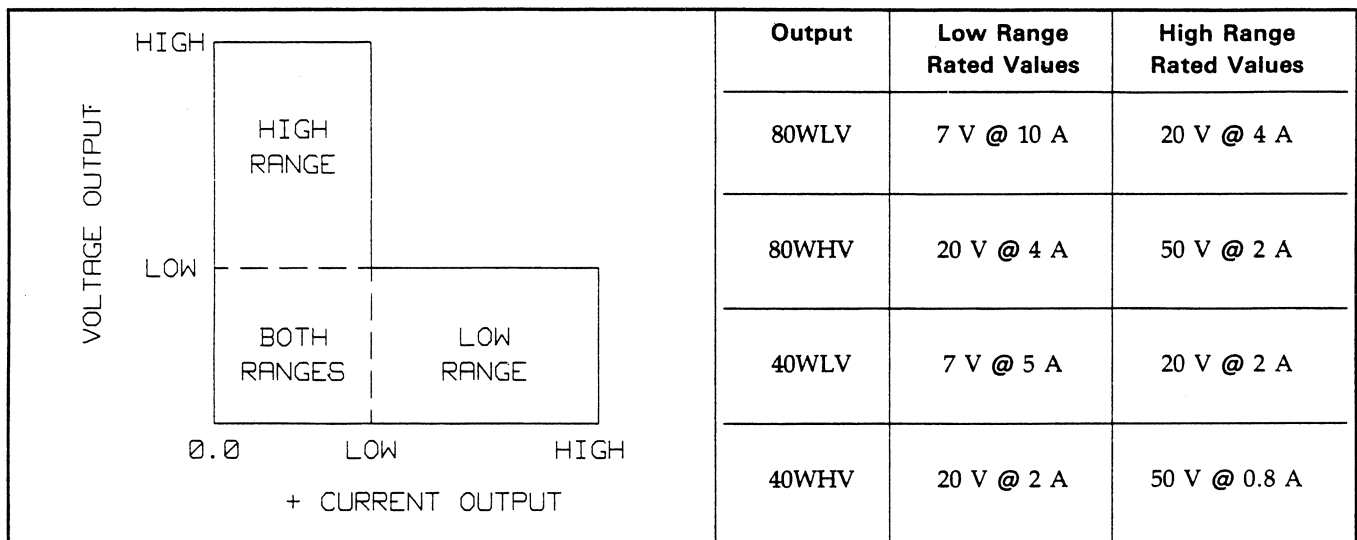 HIGH
HIGH
RANGE
VOLTAGE OUTPUT
LOW
BOTH
RANGES
LOW
RANGE
0.0 LOW HIGH
+ CURRENT OUTPUT
Output Low Range Rated Values High Range Rated Values
80WLV 7 V @ 10 A 20 V @ 4 A
80WHV 20 V @ 4 A 50 V @ 2 A
40WLV 7 V @ 5 A 20 V @ 2 A
40WHV 20 V @ 2 A 50 V @ 0.8 A